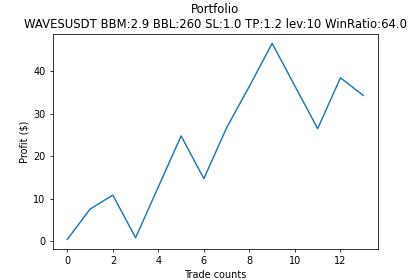 Portfolio
WAVESUSDT BBM:2.9 BBL:260 SL:1.0 TP:1.2 lev:10 WinRatio:64.0
40
30
20
10
0
Profit ($)
0 2 4 6 8 10 12
Trade counts